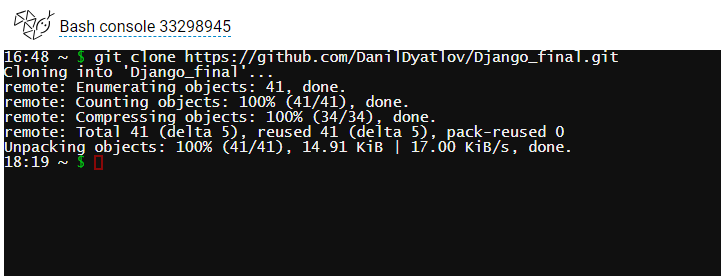 Bash console 33298945
16:48 ~ $ git clone https://github.com/DanilDyatlov/Django_final.git
Cloning into 'Django_final'...
remote: Enumerating objects: 41, done.
remote: Counting objects: 100% (41/41), done.
remote: Compressing objects: 100% (34/34), done.
remote: Total 41 (delta 5), reused 41 (delta 5), pack-reused 0
Unpacking objects: 100% (41/41), 14.91 KiB | 17.00 KiB/s, done.
18:19 ~ $